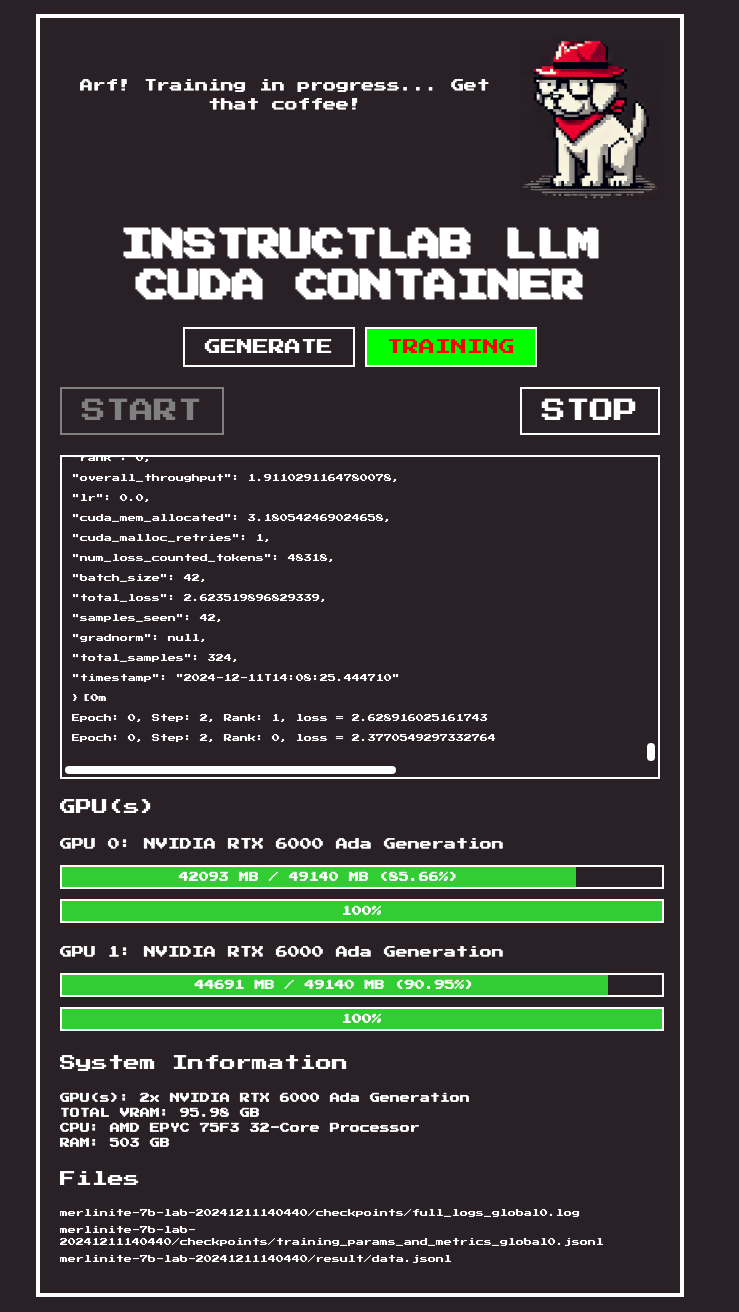 Arf! Training in progress... Get
that coffee!
INSTRUCTLAB LLM
CUDA CONTAINER
GENERATE TRAINING
START STOP
"rank": 0,
"overall_throughput": 1.9110291164780078,
"lr": 0.0,
"cuda_mem_allocated": 3.180542469024658,
"cuda_malloc_retries": 1,
"num_loss_counted_tokens": 48318,
"batch_size": 42,
"total_loss": 2.623519896829339,
"samples_seen": 42,
"gradnorm": null,
"total_samples": 324,
"timestamp": "2024-12-11T14:08:25.444710"
}[0m
Epoch: 0, Step: 2, Rank: 1, loss = 2.628916025161743
Epoch: 0, Step: 2, Rank: 0, loss = 2.3770549297332764
GPU(s)
GPU 0: NVIDIA RTX 6000 Ada Generation
42093 MB / 49140 MB (85.66%)
100%
GPU 1: NVIDIA RTX 6000 Ada Generation
44691 MB / 49140 MB (90.95%)
100%
System Information
GPU(s): 2x NVIDIA RTX 6000 Ada Generation
TOTAL VRAM: 95.98 GB
CPU: AMD EPYC 75F3 32-Core Processor
RAM: 503 GB
Files
merlinite-7b-lab-20241211140440/checkpoints/full_logs_global0.log
merlinite-7b-lab-
20241211140440/checkpoints/training_params_and_metrics_global0.jsonl
merlinite-7b-lab-20241211140440/result/data.jsonl